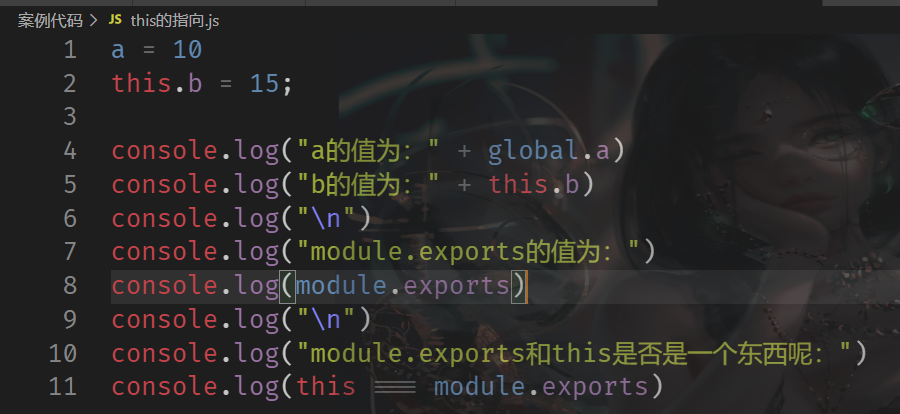 案例代码 > JS this的指向.js
1 a = 10
2 this.b = 15;
3
4 console.log("a的值为：" + global.a)
5 console.log("b的值为：" + this.b)
6 console.log("\n")
7 console.log("module.exports的值为：")
8 console.log(module.exports)
9 console.log("\n")
10 console.log("module.exports和this是否是一个东西呢：")
11 console.log(this === module.exports)